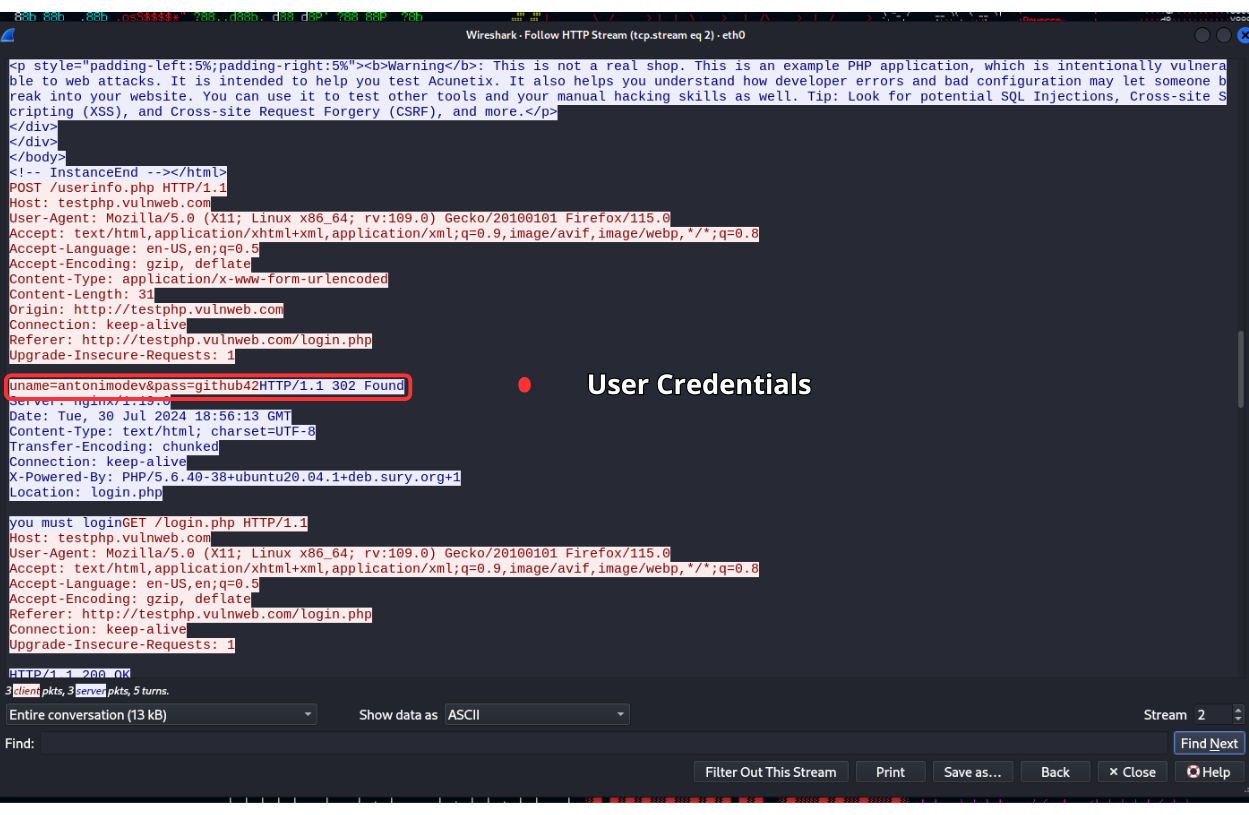 Wireshark · Follow HTTP Stream (tcp.stream eq 2) · eth0
<p style="padding-left:5%;padding-right:5%"><b>Warning</b>: This is not a real shop. This is an example PHP application, which is intentionally vulnera
ble to web attacks. It is intended to help you test Acunetix. It also helps you understand how developer errors and bad configuration may let someone b
reak into your website. You can use it to test other tools and your manual hacking skills as well. Tip: Look for potential SQL Injections, Cross-site S
cripting (XSS), and Cross-site Request Forgery (CSRF), and more.</p>
</div>
</div>
</body>
<!-- InstanceEnd --></html>
POST /userinfo.php HTTP/1.1
Host: testphp.vulnweb.com
User-Agent: Mozilla/5.0 (X11; Linux x86_64; rv:109.0) Gecko/20100101 Firefox/115.0
Accept: text/html,application/xhtml+xml,application/xml;q=0.9,image/avif,image/webp,*/*;q=0.8
Accept-Language: en-US,en;q=0.5
Accept-Encoding: gzip, deflate
Content-Type: application/x-www-form-urlencoded
Content-Length: 31
Origin: http://testphp.vulnweb.com
Connection: keep-alive
Referer: http://testphp.vulnweb.com/login.php
Upgrade-Insecure-Requests: 1
uname=antonimodev&pass=github42HTTP/1.1 302 Found
User Credentials
Server: nginx/1.19.0
Date: Tue, 30 Jul 2024 18:56:13 GMT
Content-Type: text/html; charset=UTF-8
Transfer-Encoding: chunked
Connection: keep-alive
X-Powered-By: PHP/5.6.40-38+ubuntu20.04.1+deb.sury.org+1
Location: login.php
you must loginGET /login.php HTTP/1.1
Host: testphp.vulnweb.com
User-Agent: Mozilla/5.0 (X11; Linux x86_64; rv:109.0) Gecko/20100101 Firefox/115.0
Accept: text/html,application/xhtml+xml,application/xml;q=0.9,image/avif,image/webp,*/*;q=0.8
Accept-Language: en-US,en;q=0.5
Accept-Encoding: gzip, deflate
Referer: http://testphp.vulnweb.com/login.php
Connection: keep-alive
Upgrade-Insecure-Requests: 1
HTTP/1.1 200 OK
3 client pkts, 3 server pkts, 5 turns.
Entire conversation (13 kB)
Show data as ASCII
Stream 2
Find:
Find Next
Filter Out This Stream
Print
Save as...
Back
× Close
Help